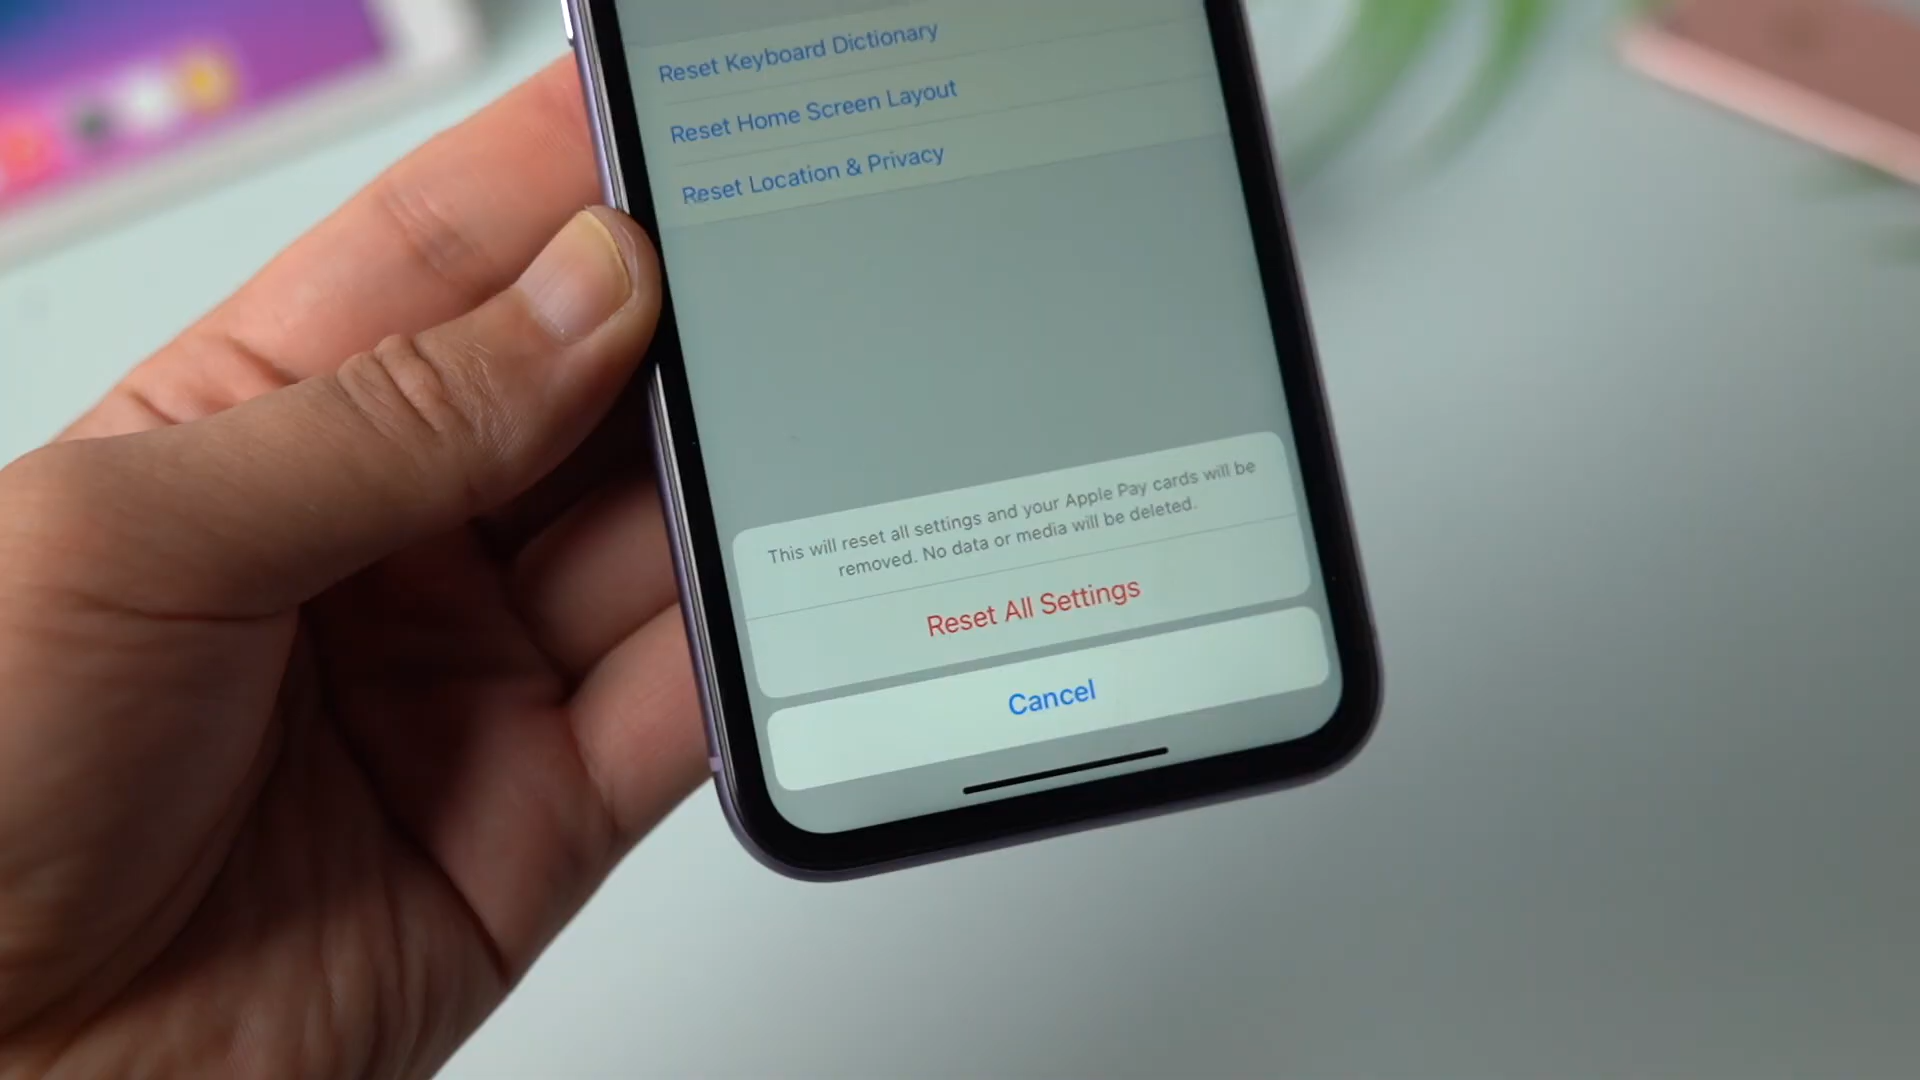 Reset Keyboard Dictionary
Reset Home Screen Layout
Reset Location & Privacy
This will reset all settings and your Apple Pay cards will be
removed. No data or media will be deleted.
Reset All Settings
Cancel